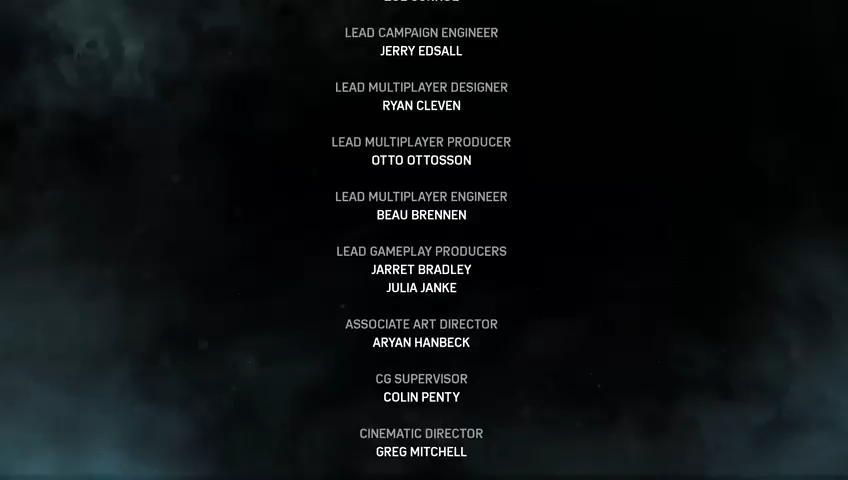 LEAD CAMPAIGN ENGINEER
JERRY EDSALL
LEAD MULTIPLAYER DESIGNER
RYAN CLEVEN
LEAD MULTIPLAYER PRODUCER
OTTO OTTOSSON
LEAD MULTIPLAYER ENGINEER
BEAU BRENNEN
LEAD GAMEPLAY PRODUCERS
JARRET BRADLEY
JULIA JANKE
ASSOCIATE ART DIRECTOR
ARYAN HANBECK
CG SUPERVISOR
COLIN PENTY
CINEMATIC DIRECTOR
GREG MITCHELL